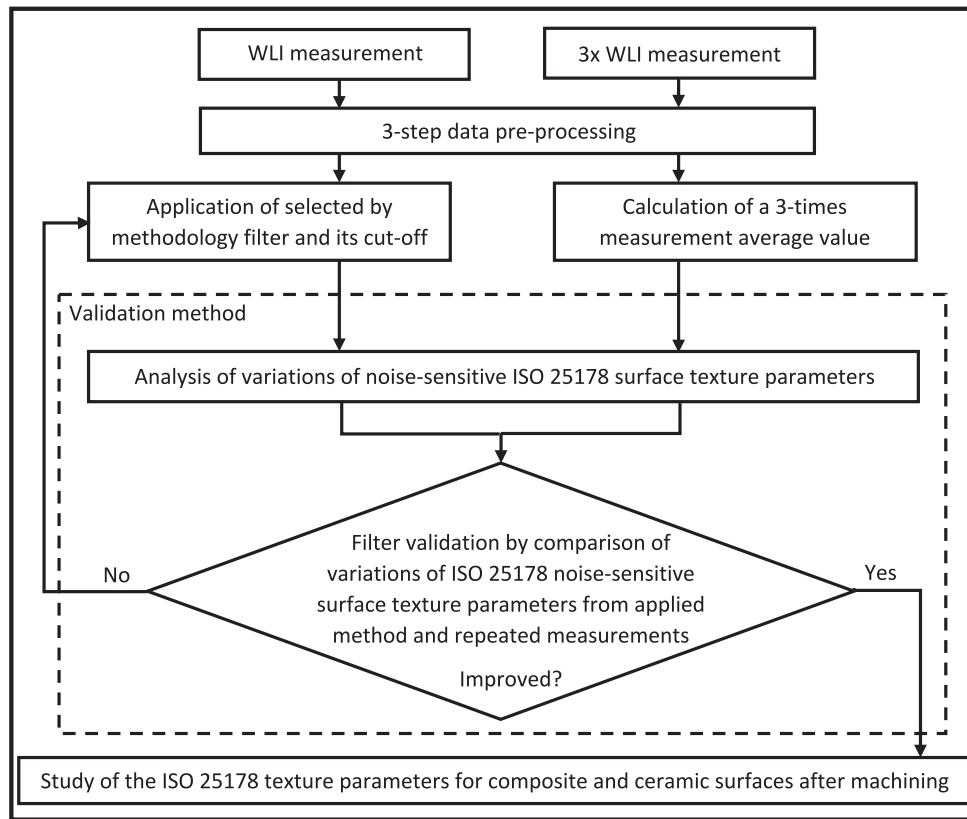 WLI measurement
3x WLI measurement
3-step data pre-processing
Application of selected by
methodology filter and its cut-off
Calculation of a 3-times
measurement average value
Validation method
Analysis of variations of noise-sensitive ISO 25178 surface texture parameters
Filter validation by comparison of
variations of ISO 25178 noise-sensitive
surface texture parameters from applied
method and repeated measurements
Improved?
No
Yes
Study of the ISO 25178 texture parameters for composite and ceramic surfaces after machining